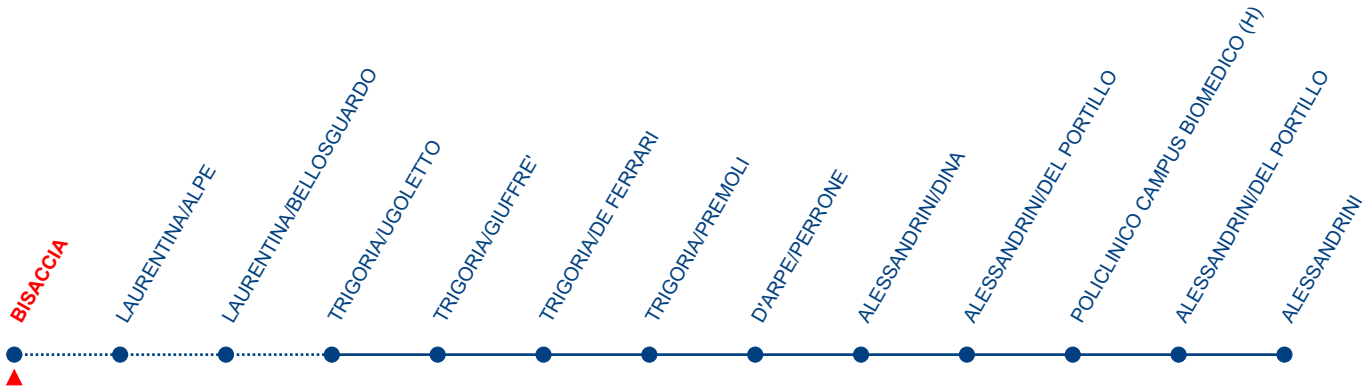 BISACCIA
LAURENTINA/ALPE
LAURENTINA/BELLOSGUARDO
TRIGORIA/UGOLETTO
TRIGORIA/GIUFFRE'
TRIGORIA/DE FERRARI
TRIGORIA/PREMOLI
D'ARPE/PERRONE
ALESSANDRINI/DINA
ALESSANDRINI/DEL PORTILLO
POLICLINICO CAMPUS BIOMEDICO (H)
ALESSANDRINI/DEL PORTILLO
ALESSANDRINI